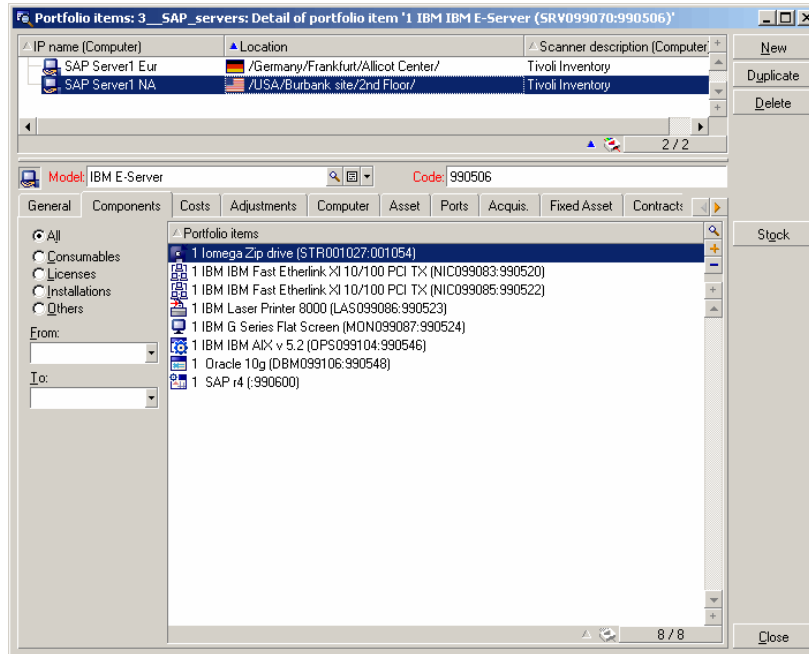 Portfolio items: 3__SAP_servers: Detail of portfolio item '1 IBM IBM E-Server (SRV099070:990506)'
IP name (Computer) Location Scanner description (Computer
SAP Server1 Eur /Germany/Frankfurt/Allicot Center/ Tivoli Inventory
SAP Server1 NA /USA/Burbank site/2nd Floor/ Tivoli Inventory
2 / 2
New
Duplicate
Delete
Model: IBM E-Server Code: 990506
General Components Costs Adjustments Computer Asset Ports Acquis. Fixed Asset Contracts
All
Consumables
Licenses
Installations
Others
From:
To:
Portfolio items
1 Iomega Zip drive (STR001027:001054)
1 IBM IBM Fast Etherlink XI 10/100 PCI TX (NIC099083:990520)
1 IBM IBM Fast Etherlink XI 10/100 PCI TX (NIC099085:990522)
1 IBM Laser Printer 8000 (LAS099086:990523)
1 IBM G Series Flat Screen (MON099087:990524)
1 IBM IBM AIX v 5.2 (OPS099104:990546)
1 Oracle 10g (DBM099106:990548)
1 SAP r4 (:990600)
8 / 8
Stock
Close